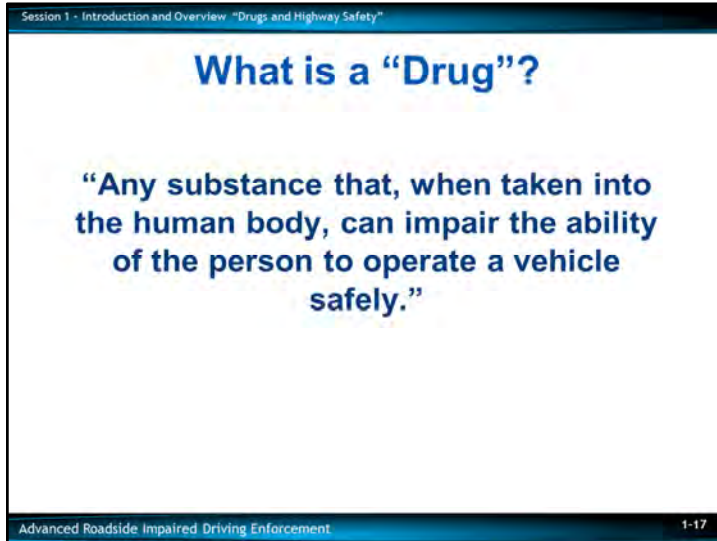 Session 1 - Introduction and Overview "Drugs and Highway Safety"
What is a “Drug”?
“Any substance that, when taken into
the human body, can impair the ability
of the person to operate a vehicle
safely.”
Advanced Roadside Impaired Driving Enforcement
1-17